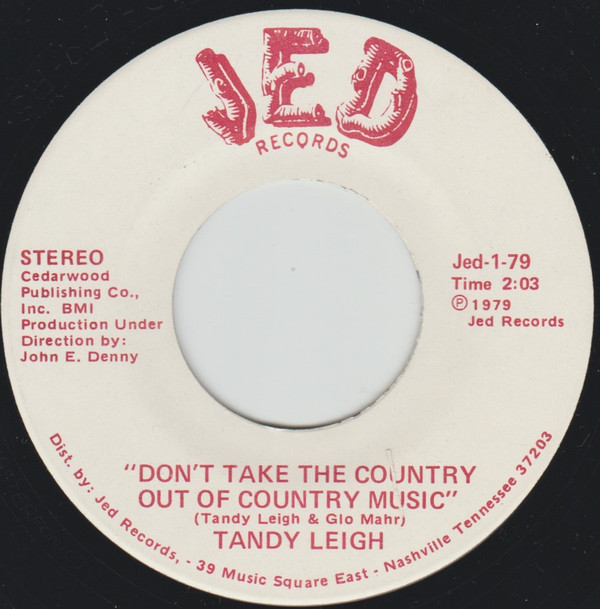 JED
RECORDS
STEREO
Cedarwood
Publishing Co.,
Inc. BMI
Production Under
Direction by:
John E. Denny
Jed-1-79
Time 2:03
Ⓟ 1979
Jed Records
"DON'T TAKE THE COUNTRY
OUT OF COUNTRY MUSIC"
(Tandy Leigh & Glo Mahr)
TANDY LEIGH
Dist. by: Jed Records, - 39 Music Square East - Nashville Tennessee 37203